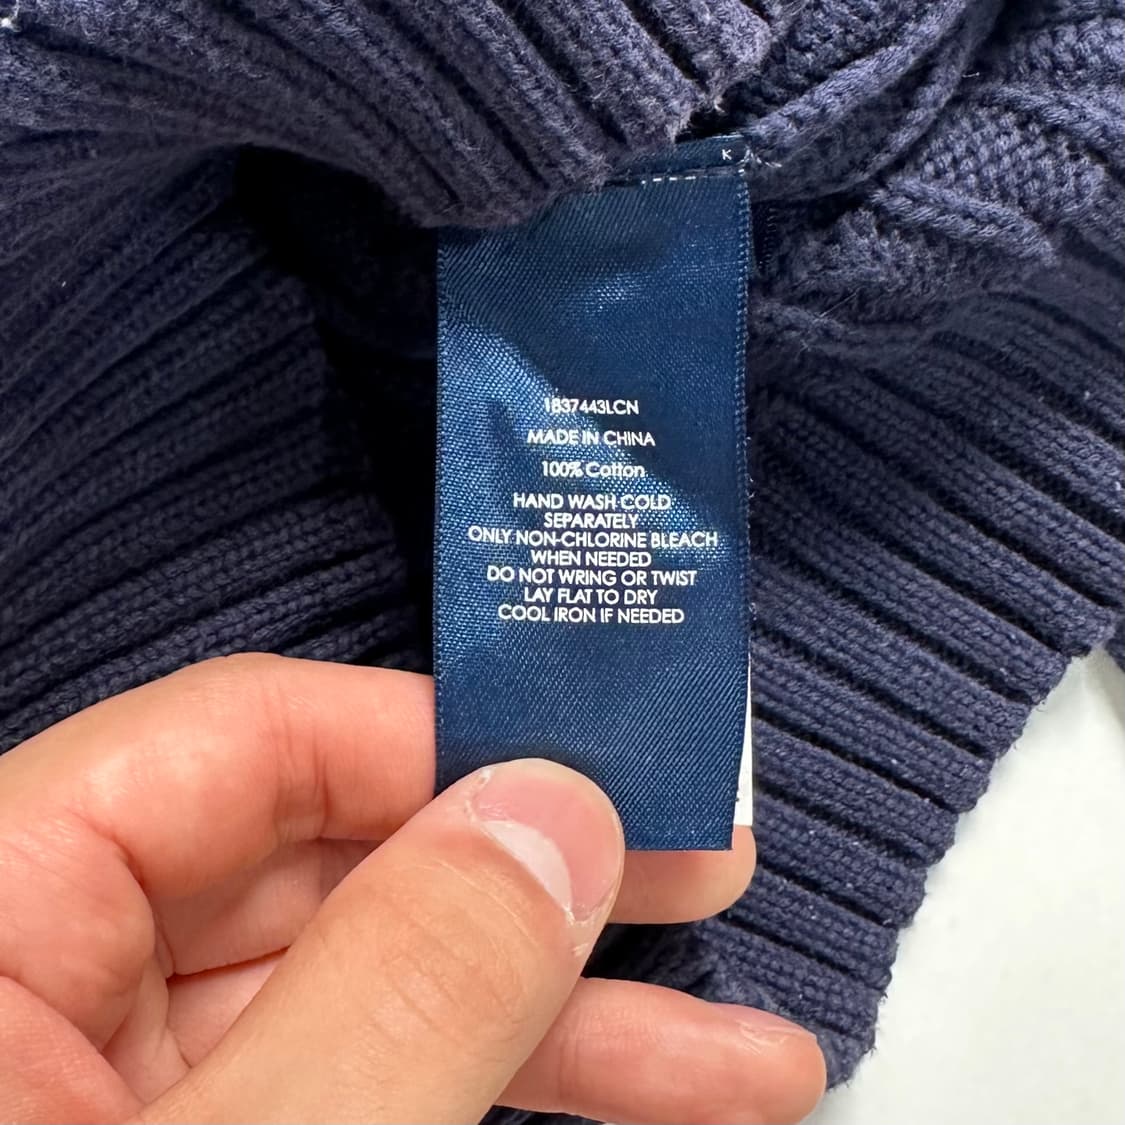 K
1837443LCN
MADE IN CHINA
100% Cotton
HAND WASH COLD
SEPARATELY
ONLY NON-CHLORINE BLEACH
WHEN NEEDED
DO NOT WRING OR TWIST
LAY FLAT TO DRY
COOL IRON IF NEEDED